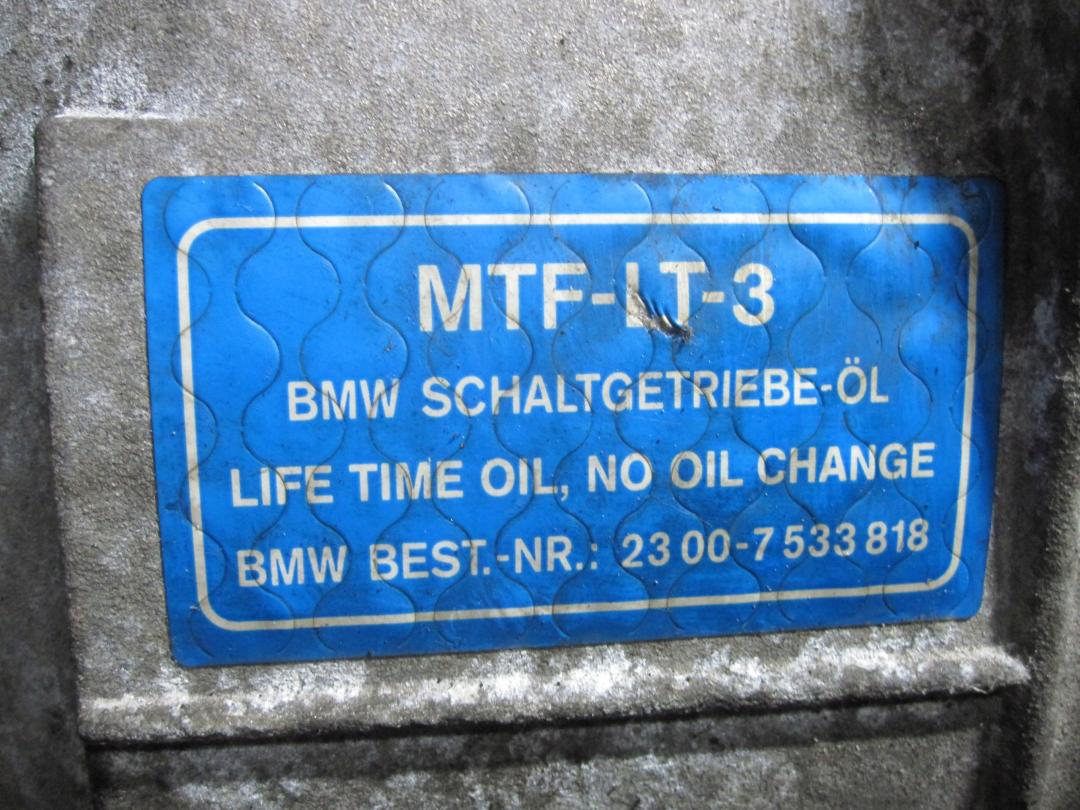 MTF-LT-3
BMW SCHALTGETRIEBE-ÖL
LIFE TIME OIL, NO OIL CHANGE
BMW BEST.-NR.: 23 00-7 533 818